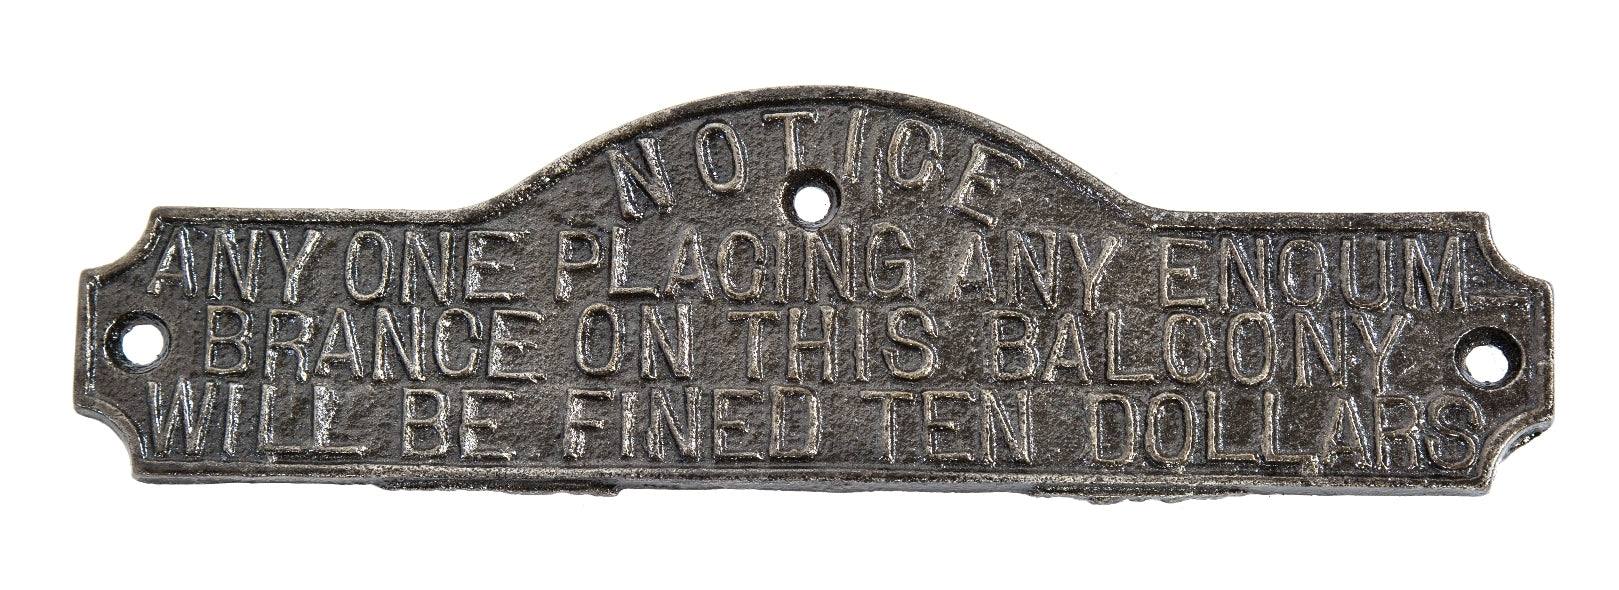 NOTICE
ANY ONE PLACING ANY ENCUM-
BRANCE ON THIS BALCONY
WILL BE FINED TEN DOLLARS